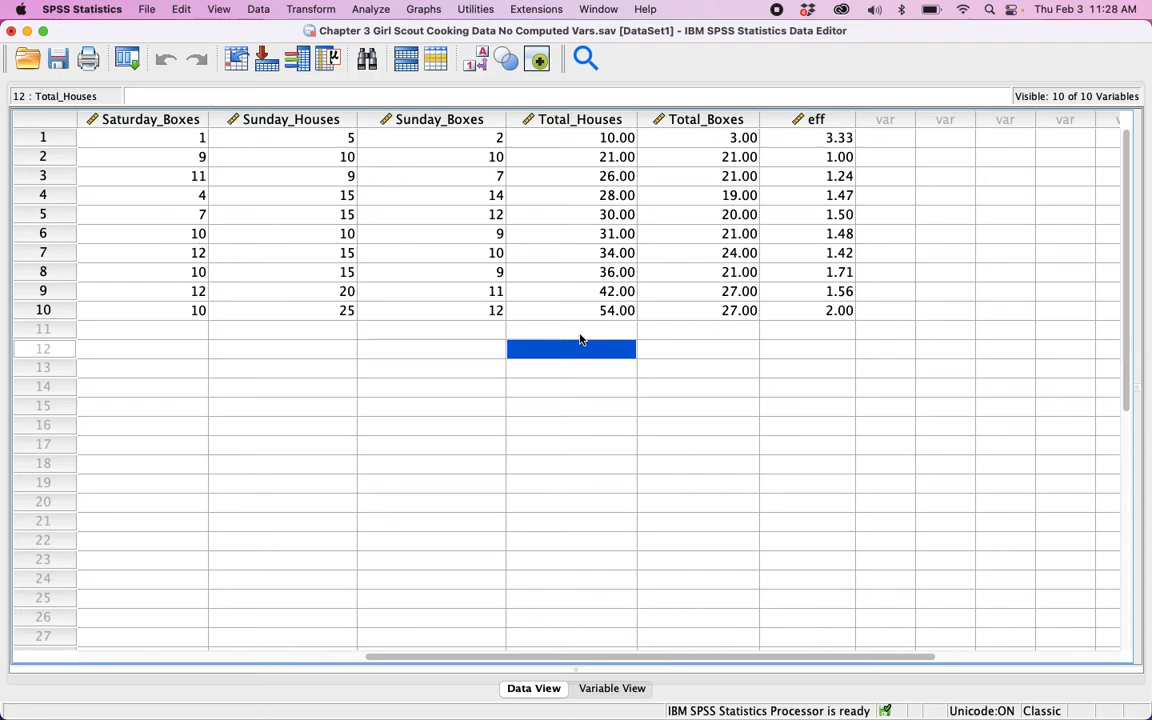 SPSS Statistics File Edit View Data Transform Analyze Graphs Utilities Extensions Window Help Thu Feb 3 11:28 AM
Chapter 3 Girl Scout Cooking Data No Computed Vars.sav [DataSet1] - IBM SPSS Statistics Data Editor
12 : Total_Houses Visible: 10 of 10 Variables
Saturday_Boxes Sunday_Houses Sunday_Boxes Total_Houses Total_Boxes eff var var var var
1 1 5 2 10.00 3.00 3.33
2 9 10 10 21.00 21.00 1.00
3 11 9 7 26.00 21.00 1.24
4 4 15 14 28.00 19.00 1.47
5 7 15 12 30.00 20.00 1.50
6 10 10 9 31.00 21.00 1.48
7 12 15 10 34.00 24.00 1.42
8 10 15 9 36.00 21.00 1.71
9 12 20 11 42.00 27.00 1.56
10 10 25 12 54.00 27.00 2.00
11
12
13
14
15
16
17
18
19
20
21
22
23
24
25
26
27
Data View Variable View
IBM SPSS Statistics Processor is ready Unicode:ON Classic